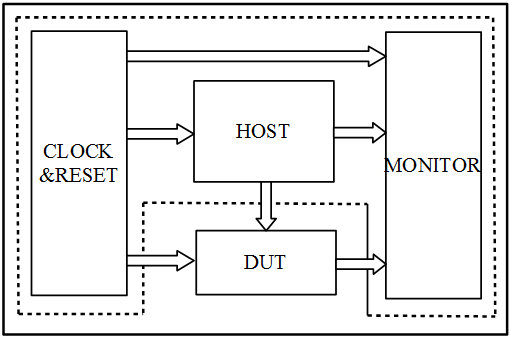 CLOCK
&RESET
HOST
MONITOR
DUT